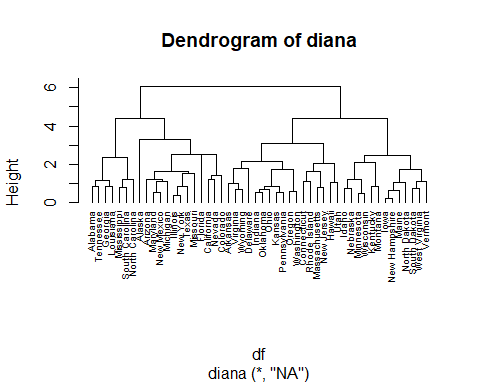 Dendrogram of diana
Height
0
2
4
6
Alabama
Tennessee
Georgia
Louisiana
Mississippi
South Carolina
North Carolina
Alaska
Arizona
Maryland
New Mexico
Michigan
Illinois
New York
Texas
Missouri
Florida
California
Nevada
Colorado
Arkansas
Virginia
Wyoming
Delaware
Indiana
Oklahoma
Ohio
Kansas
Pennsylvania
Oregon
Washington
Connecticut
Rhode Island
Massachusetts
New Jersey
Hawaii
Utah
Idaho
Nebraska
Minnesota
Wisconsin
Kentucky
Montana
Iowa
New Hampshire
Maine
North Dakota
South Dakota
West Virginia
Vermont
df
diana (*, "NA")